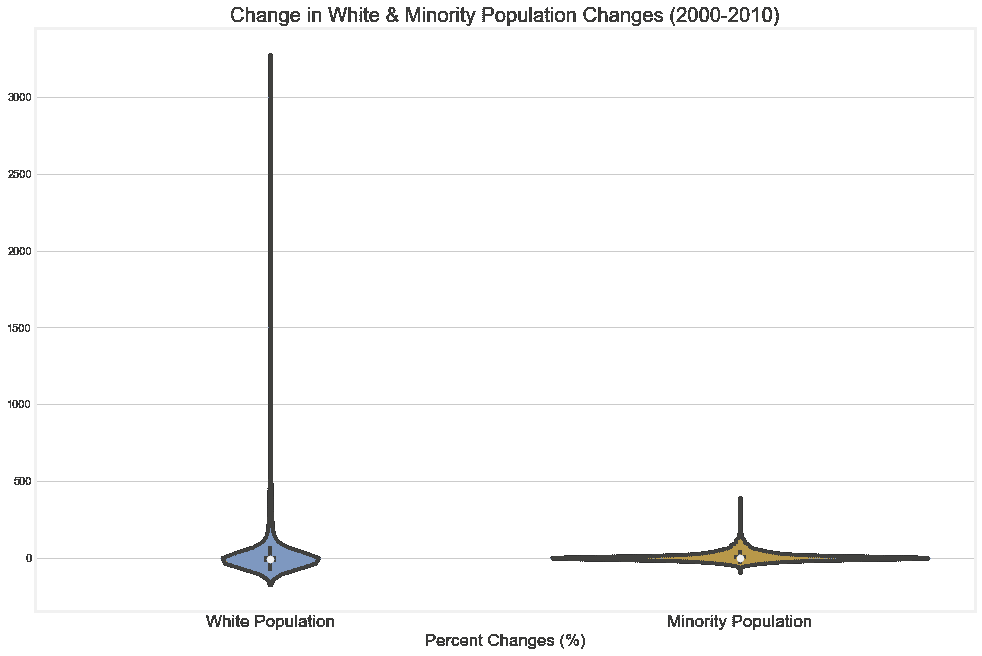 Change in White & Minority Population Changes (2000-2010)
3000
2500
2000
1500
1000
500
0
White Population
Minority Population
Percent Changes (%)